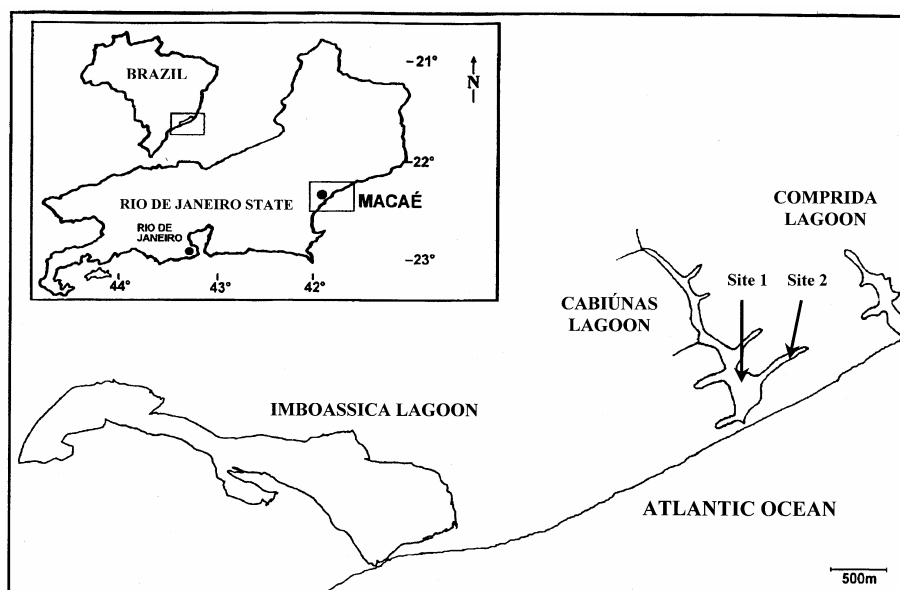 BRAZIL
–21°
N
–22°
RIO DE JANEIRO STATE
MACAÉ
RIO DE
JANEIRO
–23°
44°
43°
42°
COMPRIDA
LAGOON
Site 1
Site 2
CABIÚNAS
LAGOON
IMBOASSICA LAGOON
ATLANTIC OCEAN
500m